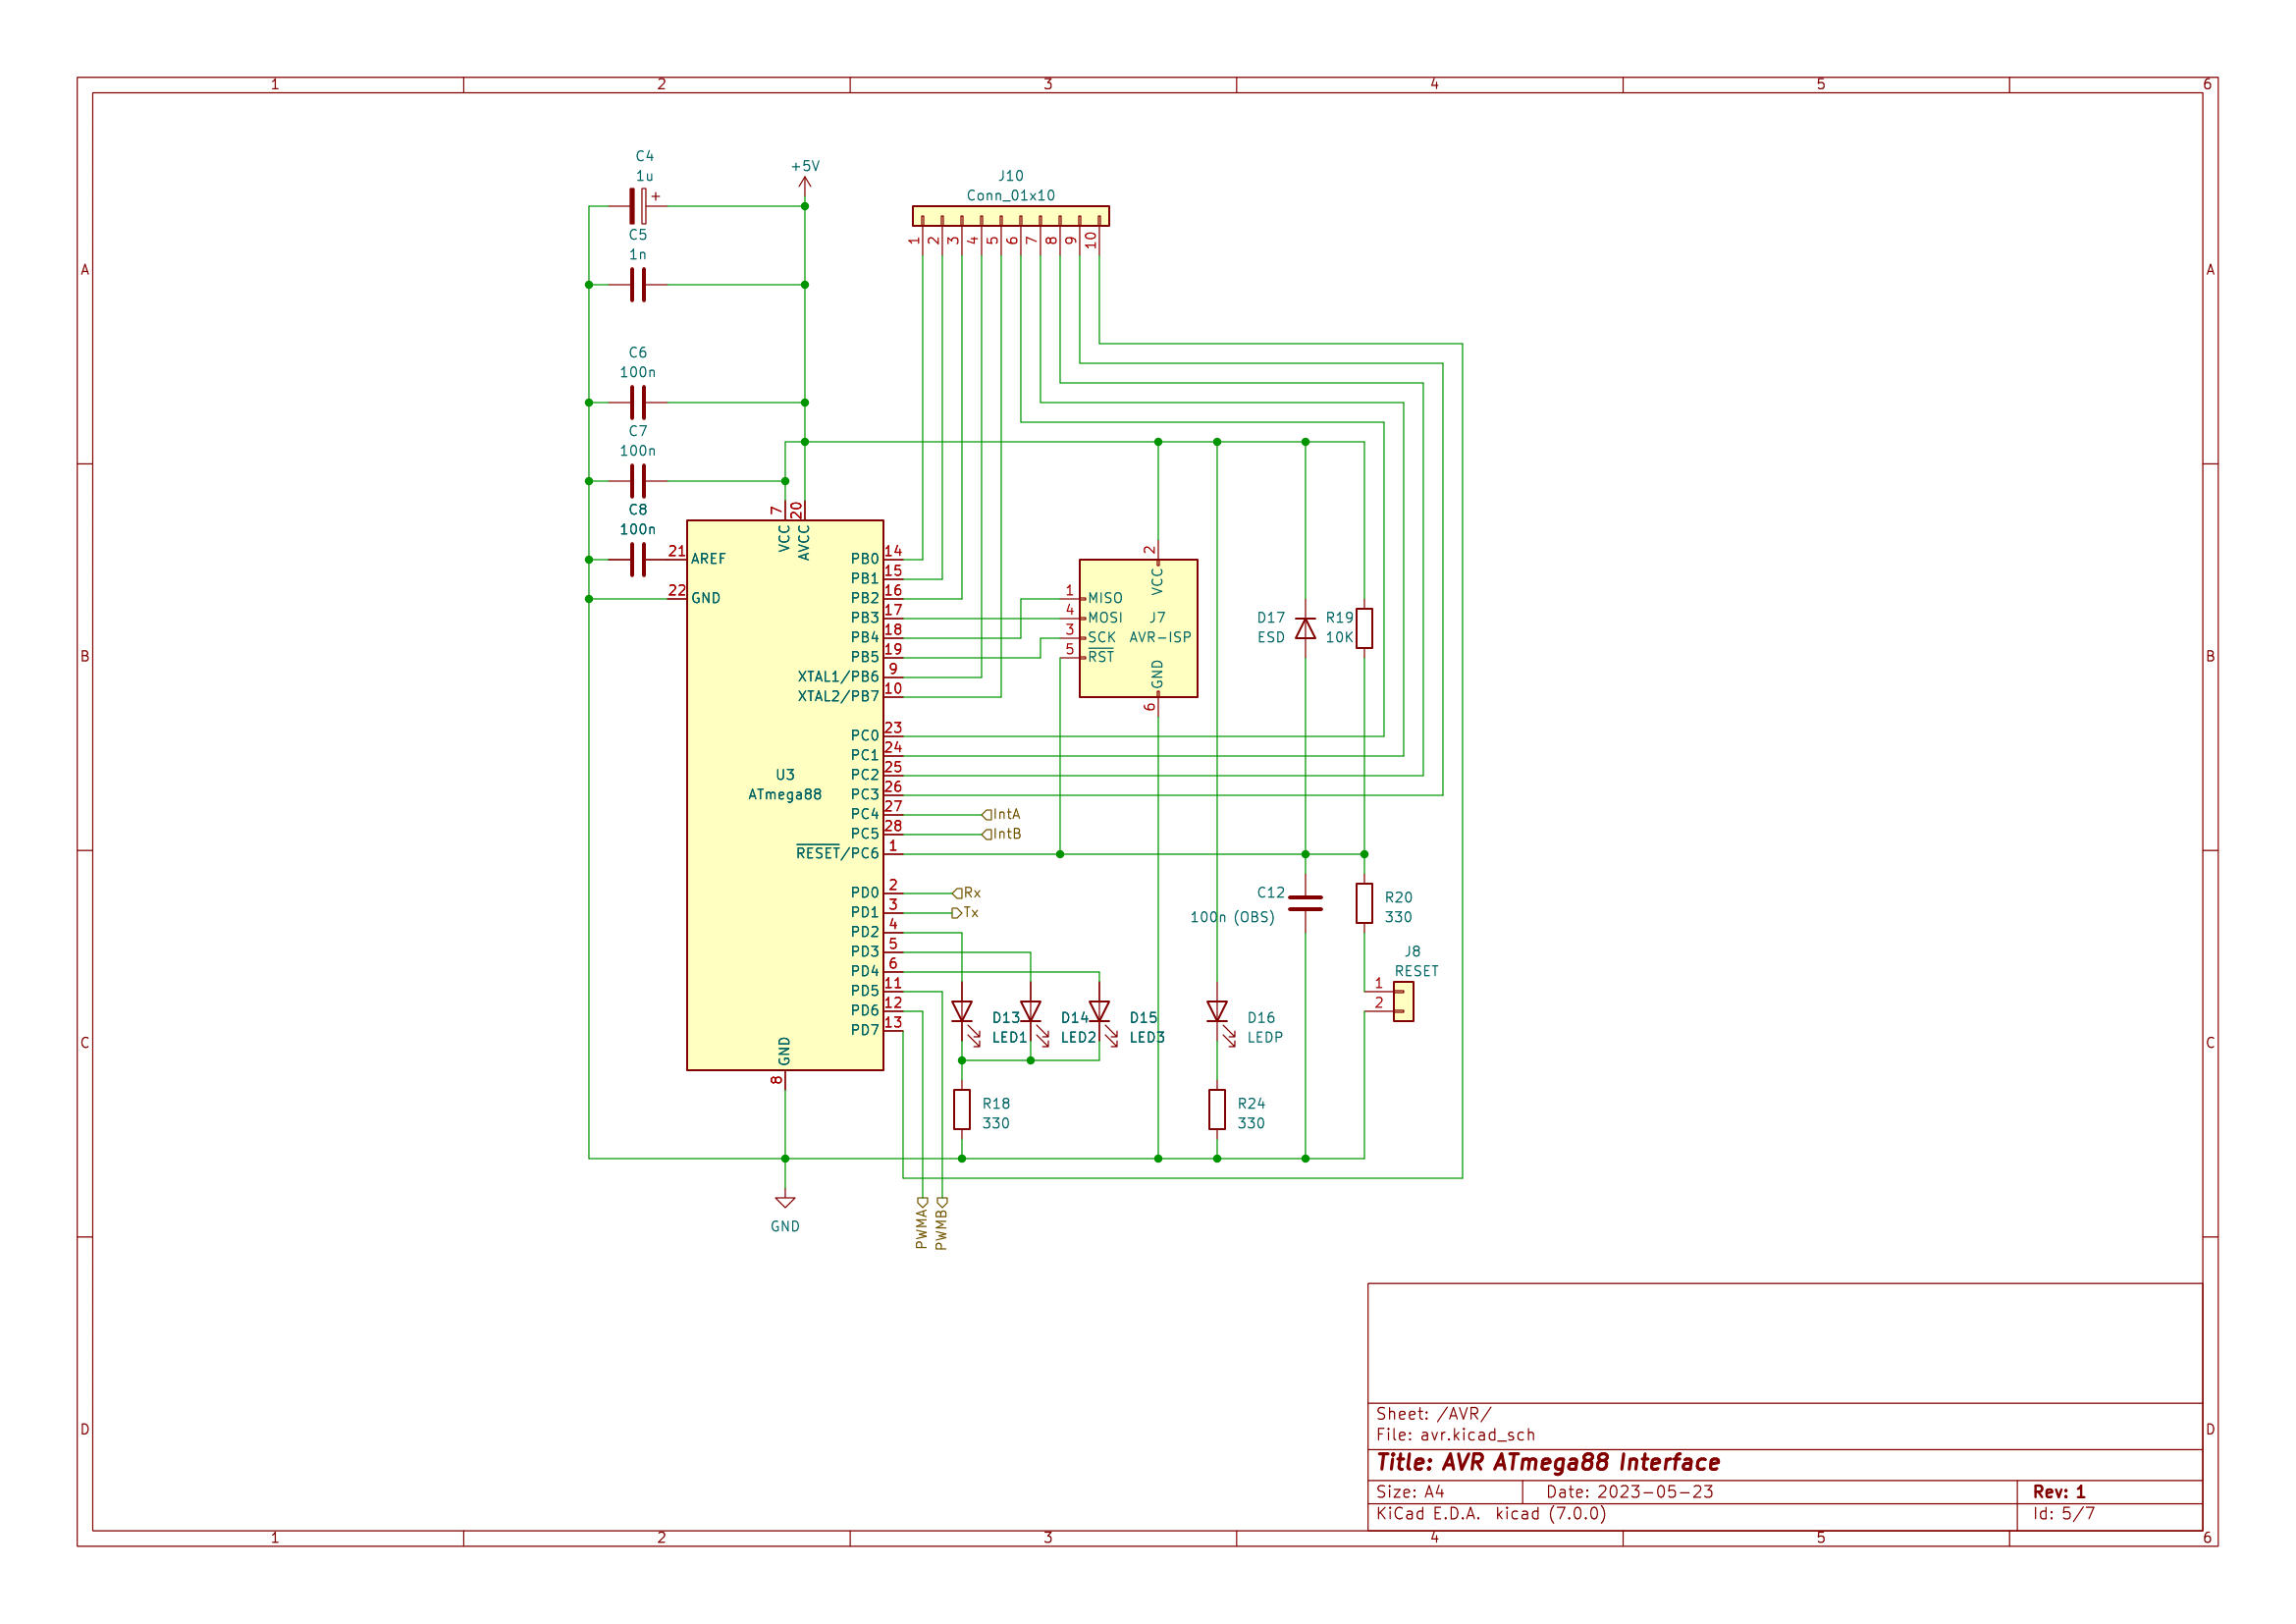 1 2 3 4 5 6
A
B
C
D
A
B
C
D
C4
1u
+5V
C5
1n
C6
100n
C7
100n
C8
100n
J10
Conn_01x10
1 2 3 4 5 6 7 8 9 10
7 20
VCC AVCC
21 AREF
22 GND
U3
ATmega88
PB0 14
PB1 15
PB2 16
PB3 17
PB4 18
PB5 19
XTAL1/PB6 9
XTAL2/PB7 10
PC0 23
PC1 24
PC2 25
PC3 26
PC4 27 IntA
PC5 28 IntB
RESET/PC6 1
PD0 2 Rx
PD1 3 Tx
PD2 4
PD3 5
PD4 6
PD5 11
PD6 12
PD7 13
GND
8
GND
PWMA
PWMB
2
VCC
1 MISO
4 MOSI
3 SCK
5 RST
J7
AVR-ISP
GND
6
D17
ESD
R19
10K
C12
100n (OBS)
R20
330
J8
RESET
1
2
D13
LED1
D14
LED2
D15
LED3
D16
LEDP
R18
330
R24
330
Sheet: /AVR/
File: avr.kicad_sch
Title: AVR ATmega88 Interface
Size: A4 Date: 2023-05-23 Rev: 1
KiCad E.D.A. kicad (7.0.0) Id: 5/7
1 2 3 4 5 6